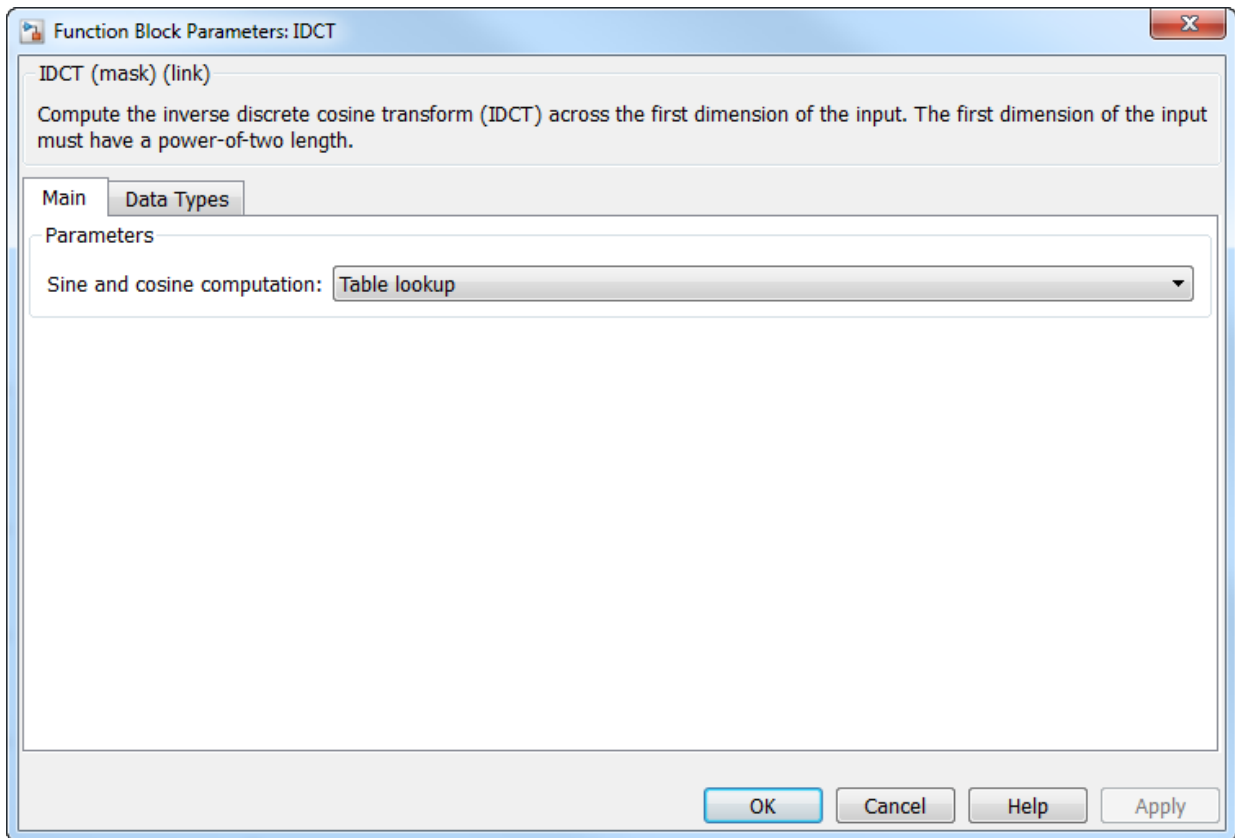 Function Block Parameters: IDCT
X
IDCT (mask) (link)
Compute the inverse discrete cosine transform (IDCT) across the first dimension of the input. The first dimension of the input
must have a power-of-two length.
Main Data Types
Parameters
Sine and cosine computation: Table lookup
OK Cancel Help Apply